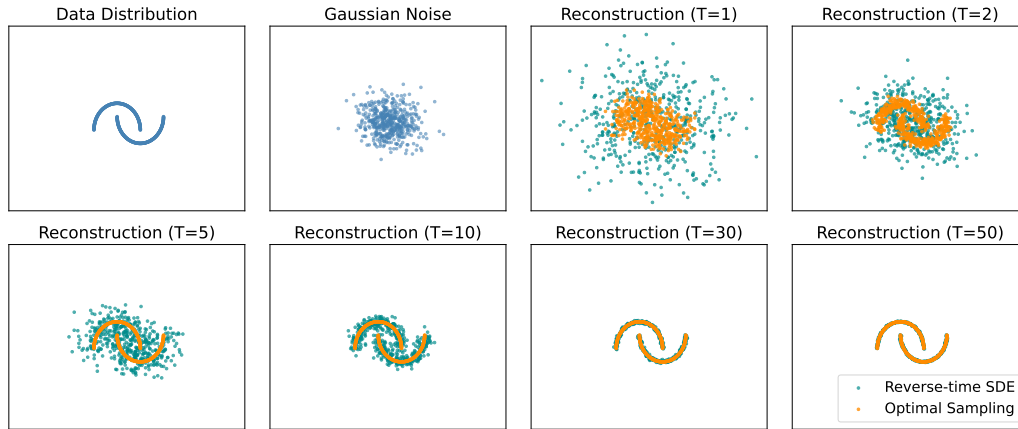 Data Distribution
Gaussian Noise
Reconstruction (T=1)
Reconstruction (T=2)
Reconstruction (T=5)
Reconstruction (T=10)
Reconstruction (T=30)
Reconstruction (T=50)
Reverse-time SDE
Optimal Sampling